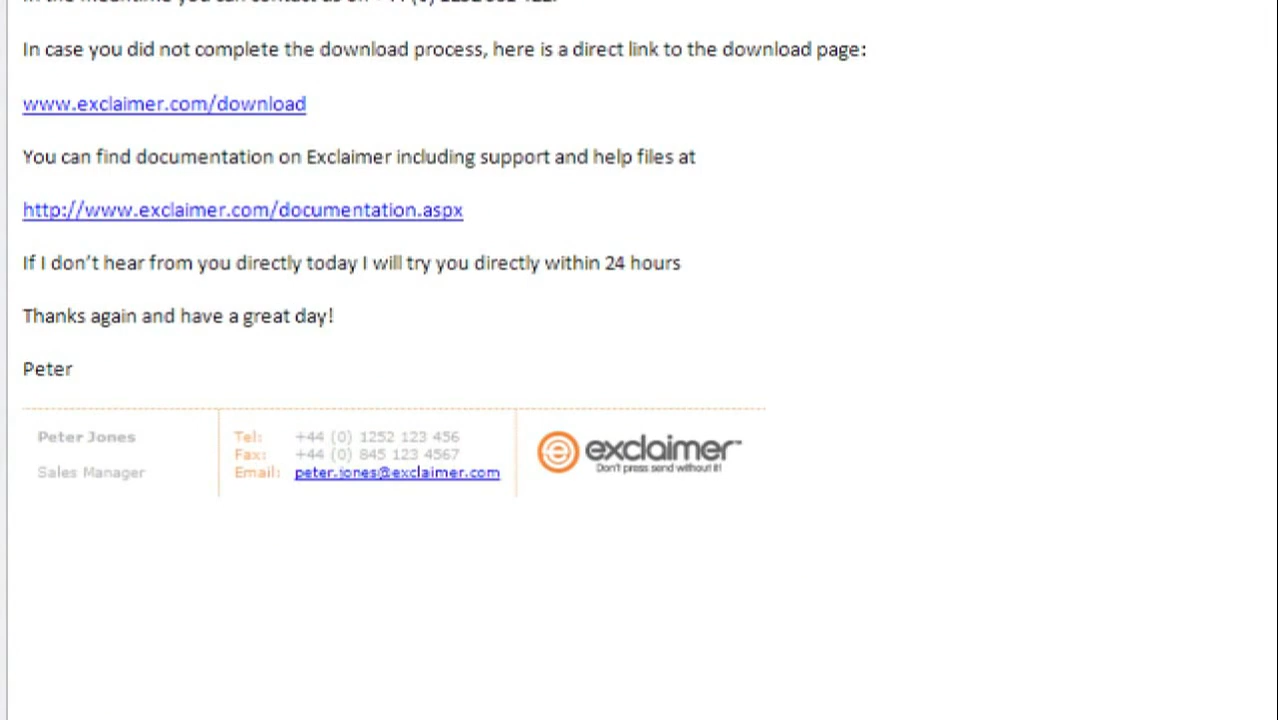 In case you did not complete the download process, here is a direct link to the download page:
www.exclaimer.com/download
You can find documentation on Exclaimer including support and help files at
http://www.exclaimer.com/documentation.aspx
If I don't hear from you directly today I will try you directly within 24 hours
Thanks again and have a great day!
Peter
Peter Jones
Sales Manager
Tel: +44 (0) 1252 123 456
Fax: +44 (0) 845 123 4567
Email: peter.jones@exclaimer.com
exclaimer™
Don't press send without it!